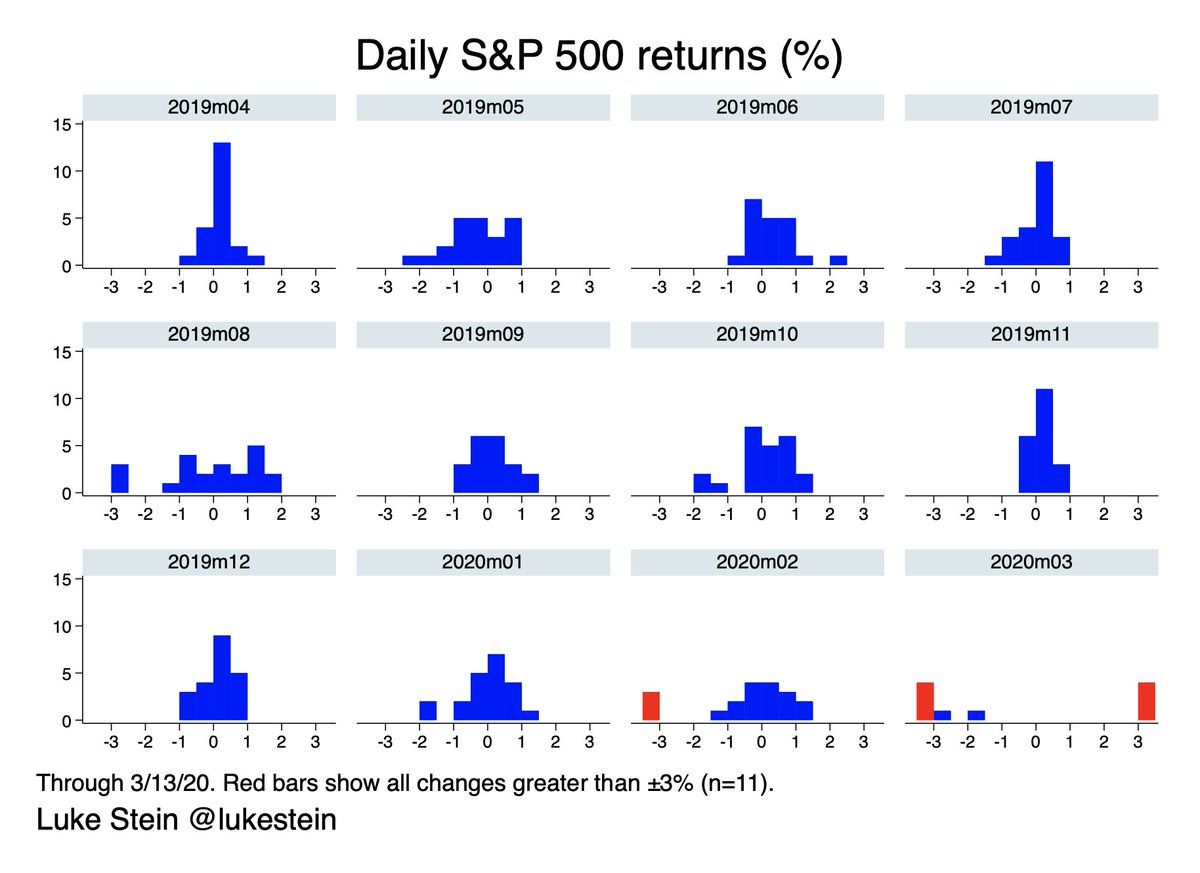 Daily S&P 500 returns (%)
2019m04 2019m05 2019m06 2019m07
15
10
5
0
-3 -2 -1 0 1 2 3 -3 -2 -1 0 1 2 3 -3 -2 -1 0 1 2 3 -3 -2 -1 0 1 2 3
2019m08 2019m09 2019m10 2019m11
15
10
5
0
-3 -2 -1 0 1 2 3 -3 -2 -1 0 1 2 3 -3 -2 -1 0 1 2 3 -3 -2 -1 0 1 2 3
2019m12 2020m01 2020m02 2020m03
15
10
5
0
-3 -2 -1 0 1 2 3 -3 -2 -1 0 1 2 3 -3 -2 -1 0 1 2 3 -3 -2 -1 0 1 2 3
Through 3/13/20. Red bars show all changes greater than ±3% (n=11).
Luke Stein @lukestein